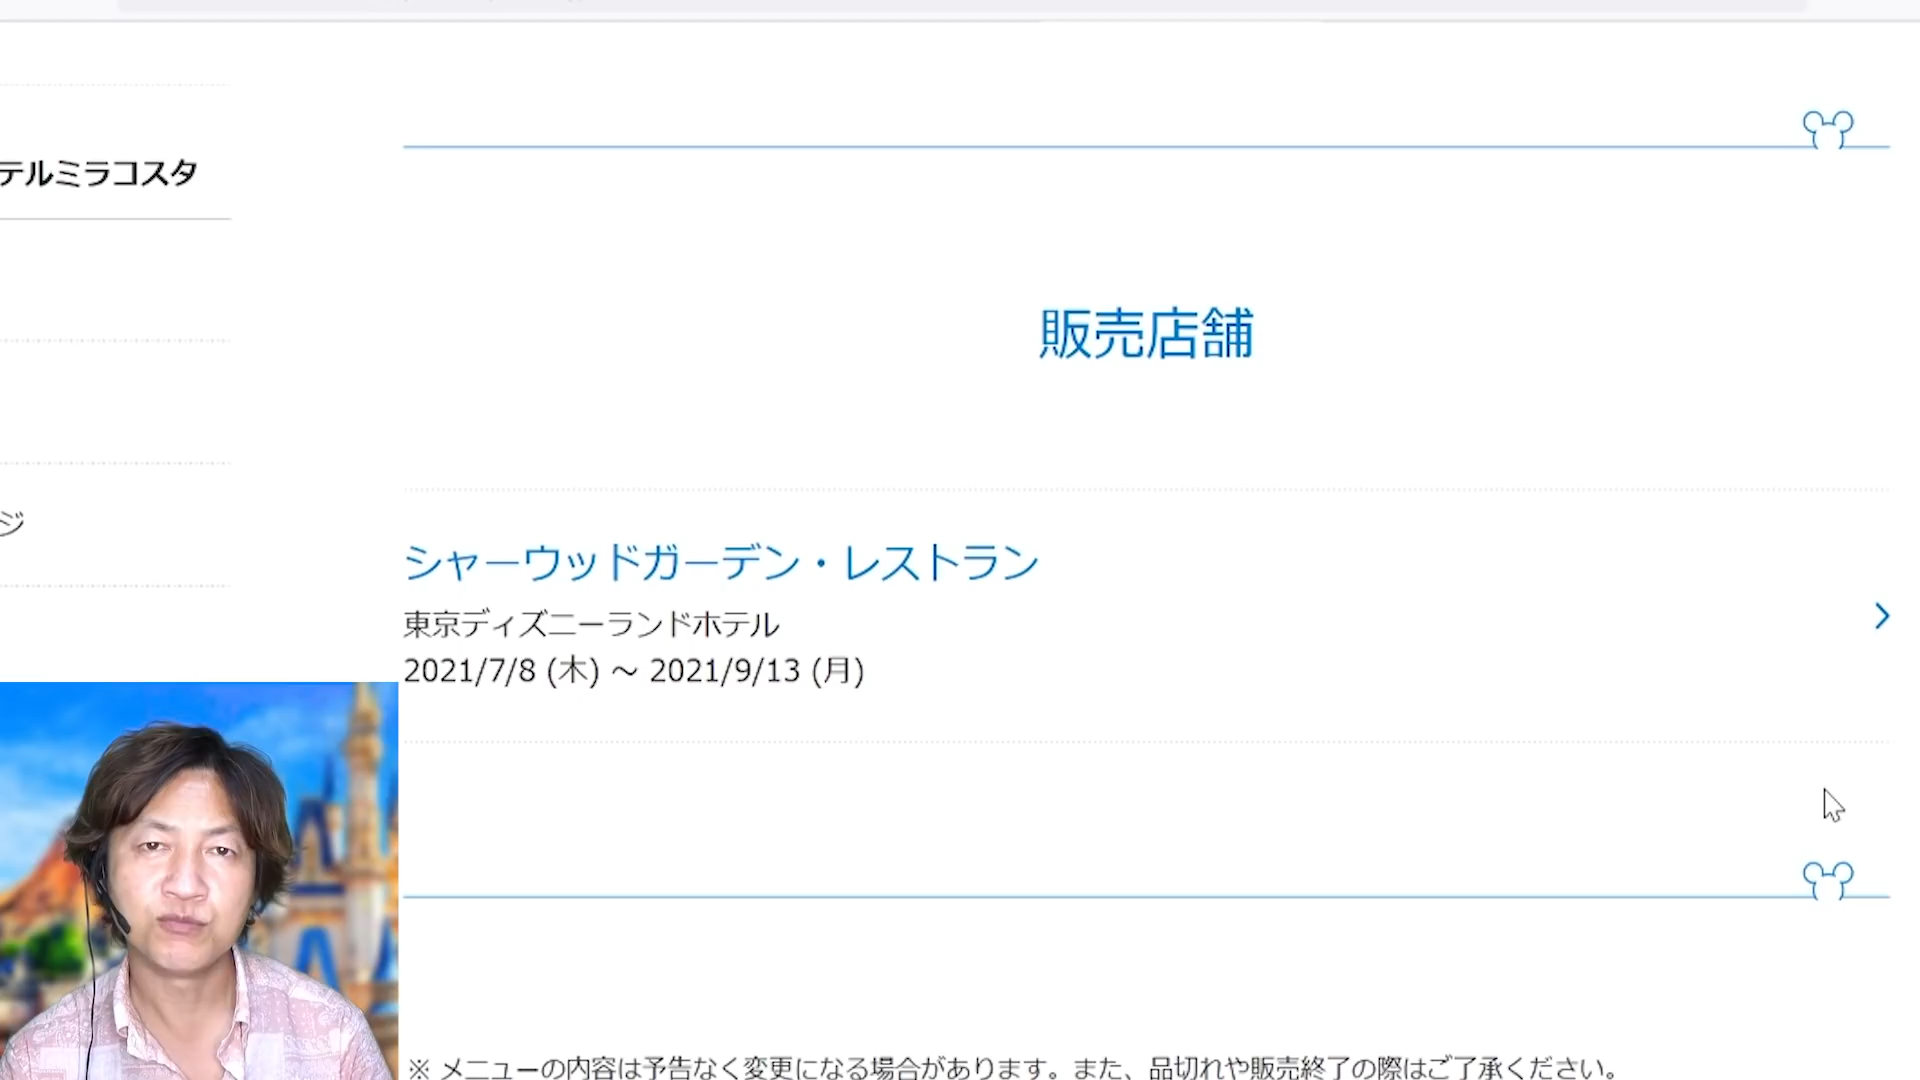 テルミラコスタ
ジ
販売店舗
シャーウッドガーデン・レストラン
東京ディズニーランドホテル
2021/7/8 (木) ～ 2021/9/13 (月)
※ メニューの内容は予告なく変更になる場合があります。また、品切れや販売終了の際はご了承ください。